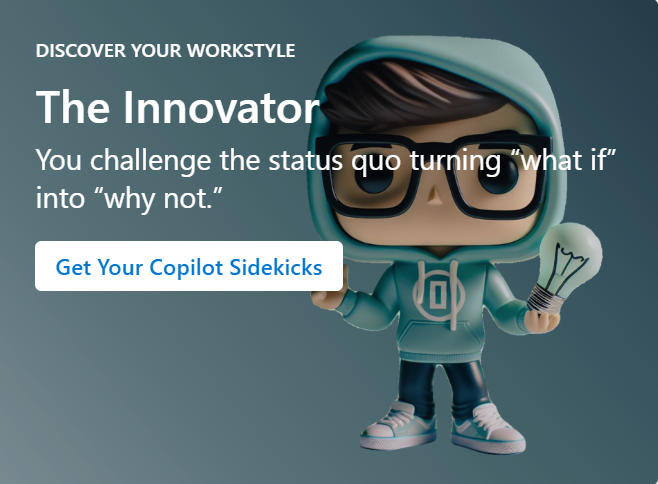 DISCOVER YOUR WORKSTYLE
The Innovator
You challenge the status quo turning “what if”
into “why not.”
Get Your Copilot Sidekicks